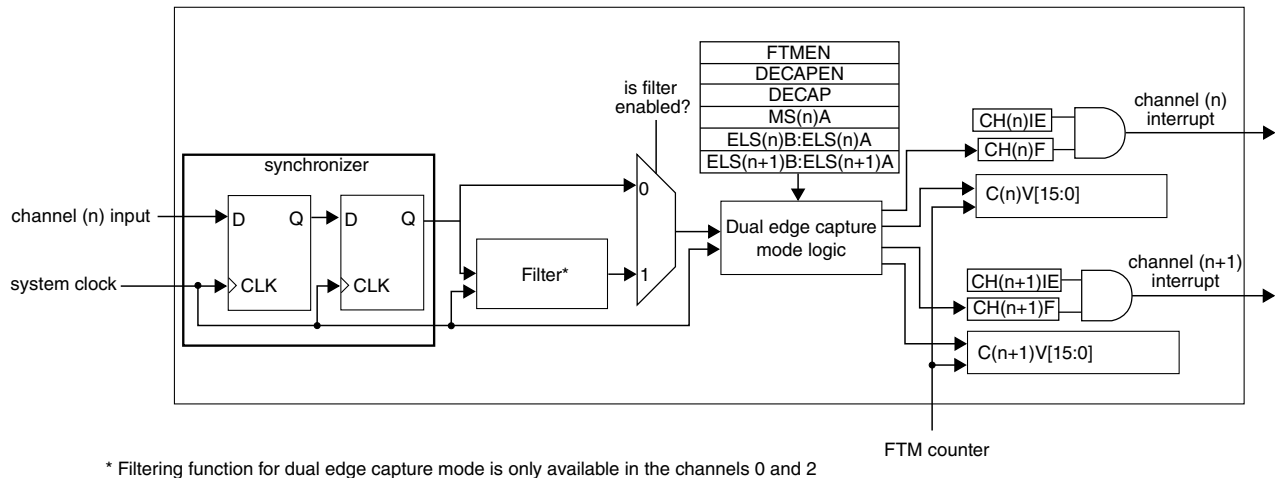 FTMEN
DECAPEN
DECAP
MS(n)A
ELS(n)B:ELS(n)A
ELS(n+1)B:ELS(n+1)A
is filter
enabled?
synchronizer
channel (n) input
D Q
D Q
system clock
CLK
CLK
Filter*
0
1
Dual edge capture
mode logic
CH(n)IE
CH(n)F
channel (n)
interrupt
C(n)V[15:0]
CH(n+1)IE
CH(n+1)F
channel (n+1)
interrupt
C(n+1)V[15:0]
FTM counter
* Filtering function for dual edge capture mode is only available in the channels 0 and 2